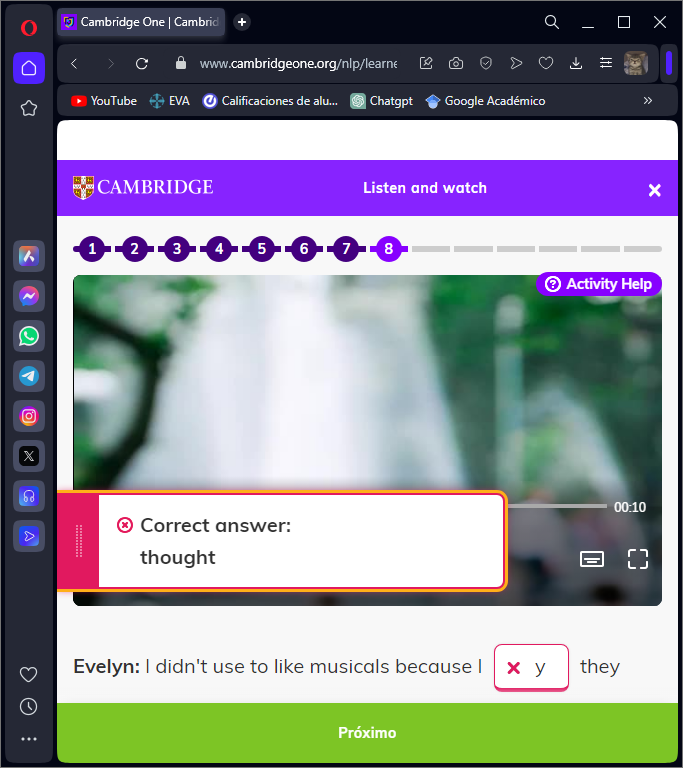 Cambridge One | Cambrid
www.cambridgeone.org/nlp/learne
YouTube
EVA
Calificaciones de alu...
Chatgpt
Google Académico
»
CAMBRIDGE
Listen and watch
1 2 3 4 5 6 7 8
Activity Help
00:10
Correct answer:
thought
Evelyn: I didn't use to like musicals because I y they
Próximo